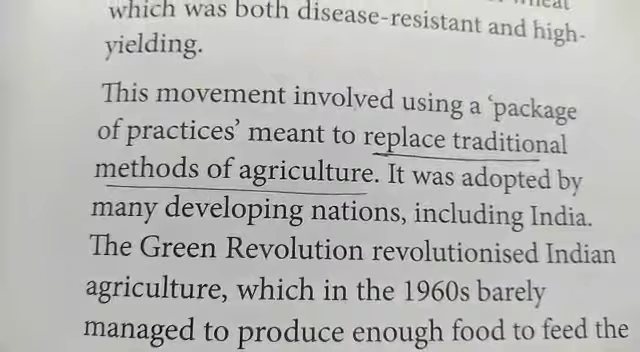 which was both disease-resistant and high-
yielding.
This movement involved using a ‘package
of practices’ meant to replace traditional
methods of agriculture. It was adopted by
many developing nations, including India.
The Green Revolution revolutionised Indian
agriculture, which in the 1960s barely
managed to produce enough food to feed the